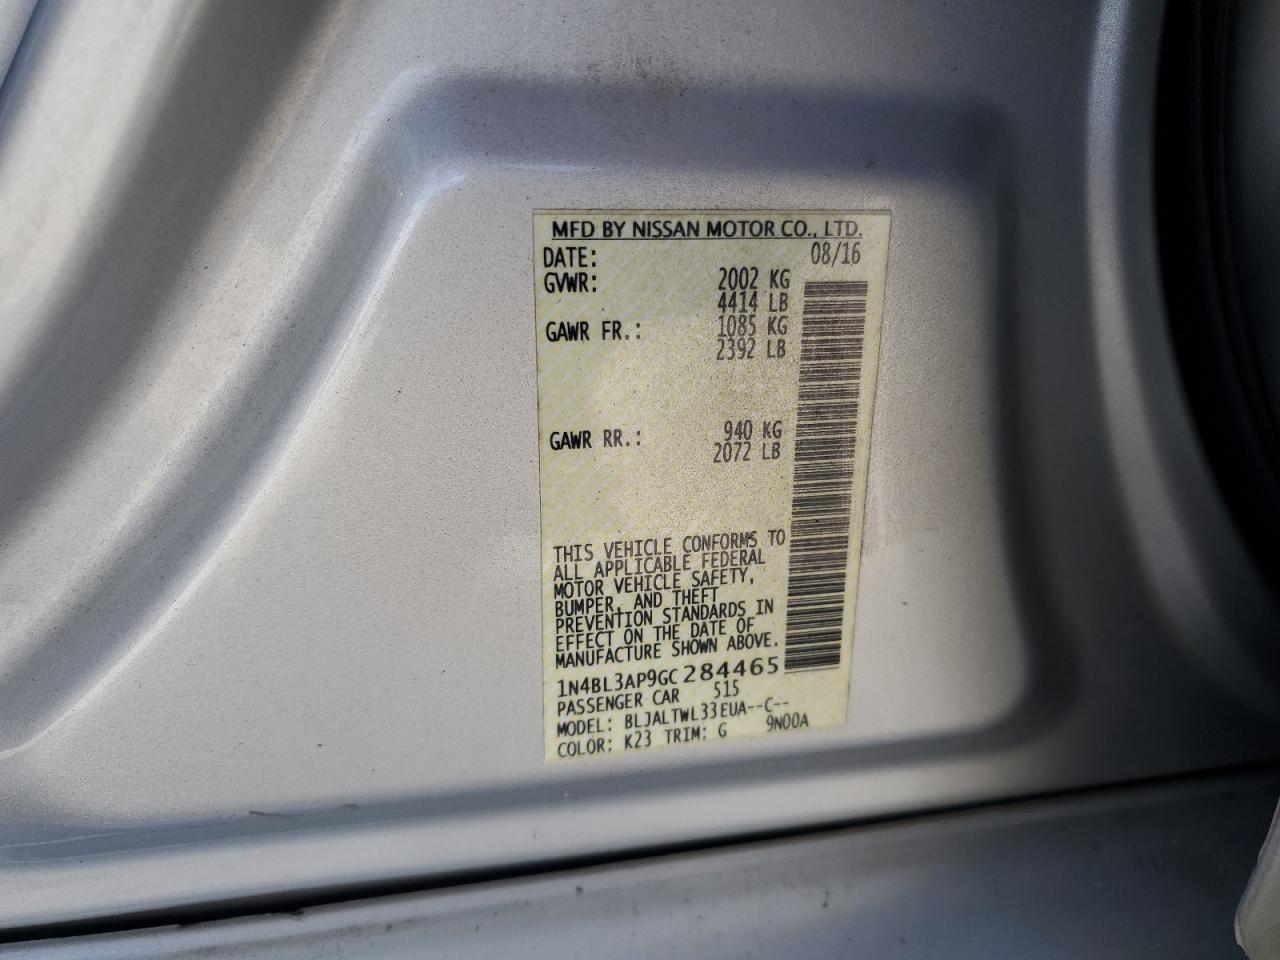 MFD BY NISSAN MOTOR CO., LTD.
DATE: 08/16
GVWR: 2002 KG
4414 LB
GAWR FR.: 1085 KG
2392 LB
GAWR RR.: 940 KG
2072 LB
THIS VEHICLE CONFORMS TO
ALL APPLICABLE FEDERAL
MOTOR VEHICLE SAFETY,
BUMPER, AND THEFT
PREVENTION STANDARDS IN
EFFECT ON THE DATE OF
MANUFACTURE SHOWN ABOVE.
1N4BL3AP9GC284465
PASSENGER CAR 515
MODEL: BLJALTWL33EUA--C--
COLOR: K23 TRIM: G 9N00A